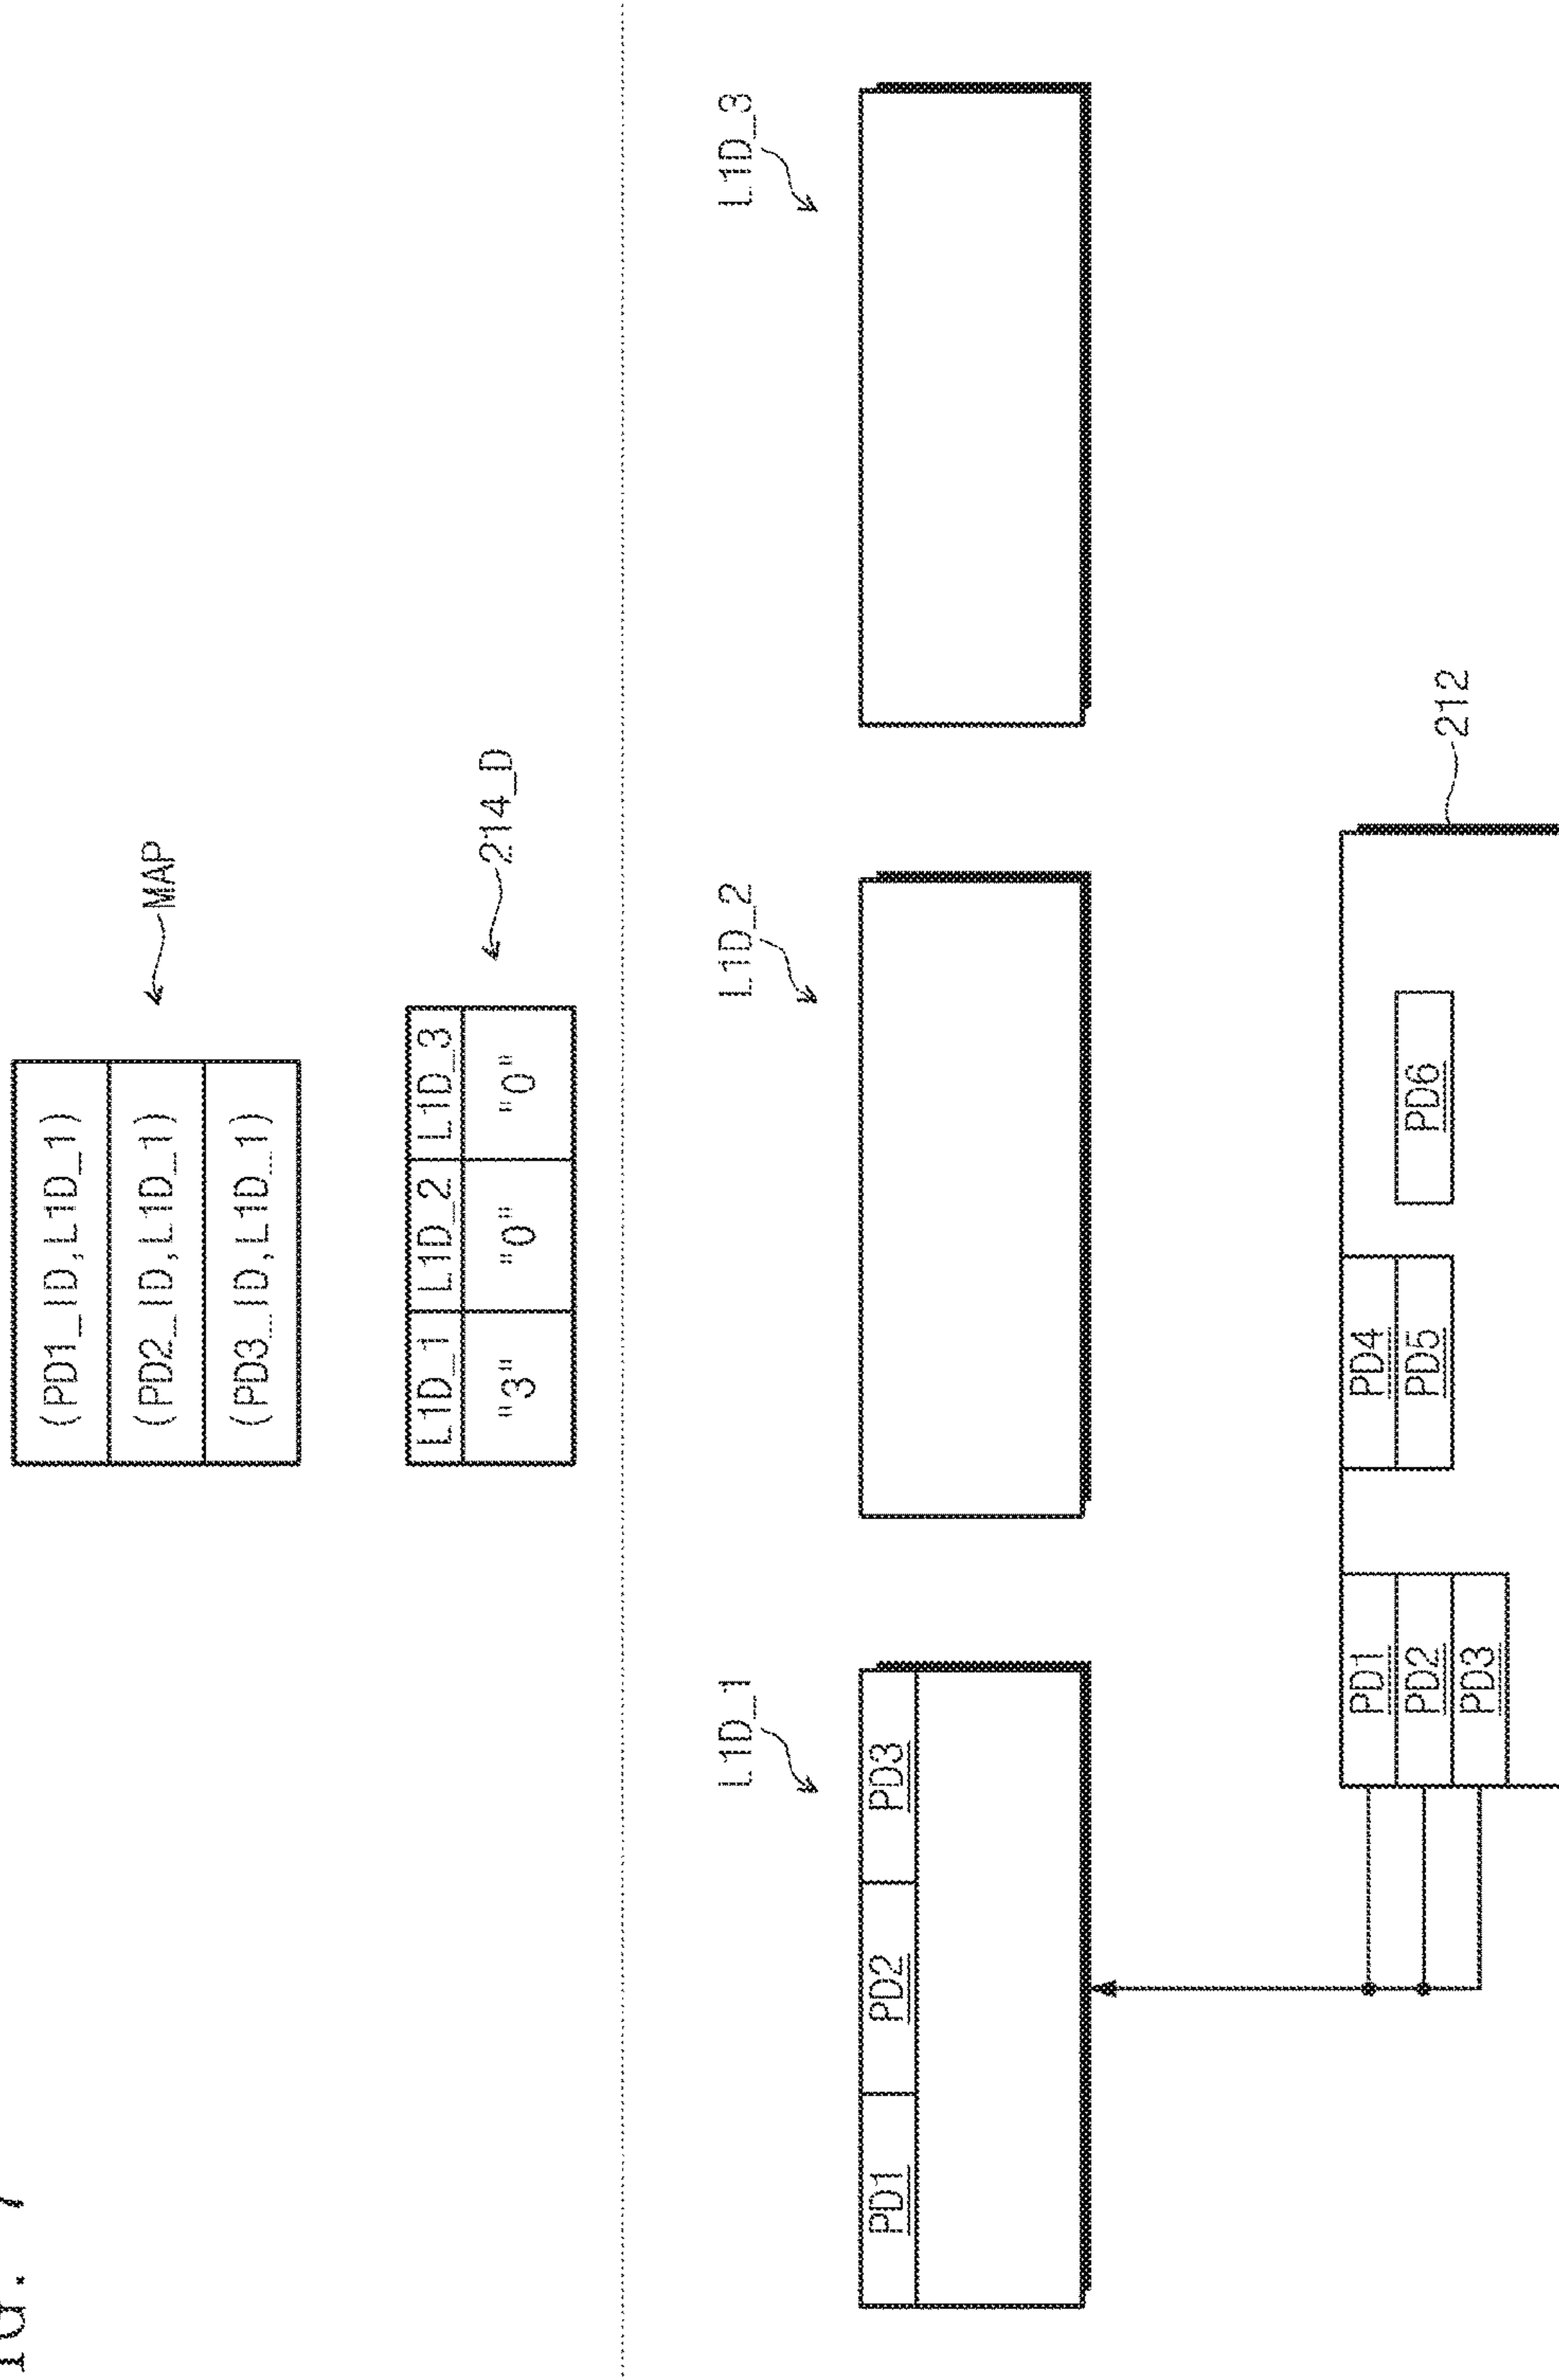 (PD1_ID,L1D_1)
(PD2_ID,L1D_1)
(PD3_ID,L1D_1)
MAP
L1D_1 L1D_2 L1D_3
"3" "0" "0"
214_D
L1D_1 L1D_2 L1D_3
PD1 PD2 PD3
PD1 PD4
PD2 PD5 PD6
PD3
212